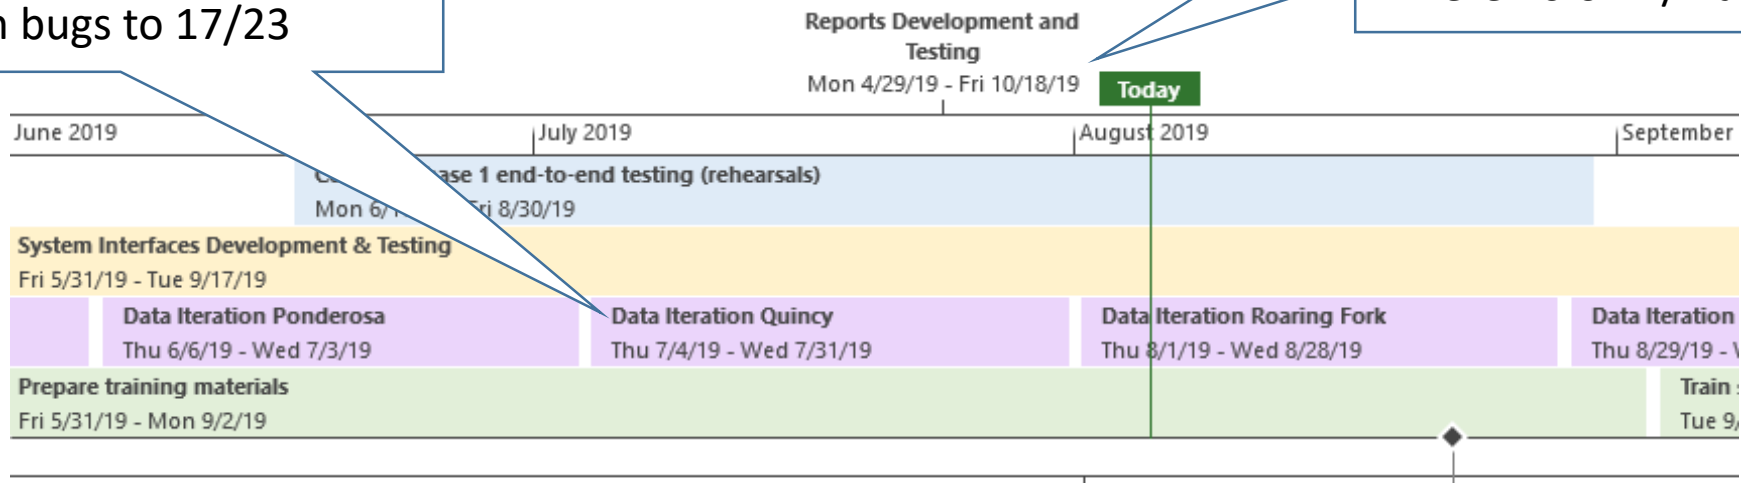 bugs to 17/23
Reports Development and
Testing
Mon 4/29/19 - Fri 10/18/19
Today
June 2019
July 2019
August 2019
September
ase 1 end-to-end testing (rehearsals)
Mon 6/1 Fri 8/30/19
System Interfaces Development & Testing
Fri 5/31/19 - Tue 9/17/19
Data Iteration Ponderosa
Thu 6/6/19 - Wed 7/3/19
Data Iteration Quincy
Thu 7/4/19 - Wed 7/31/19
Data Iteration Roaring Fork
Thu 8/1/19 - Wed 8/28/19
Data Iteration
Thu 8/29/19 -
Prepare training materials
Fri 5/31/19 - Mon 9/2/19
Train
Tue 9/